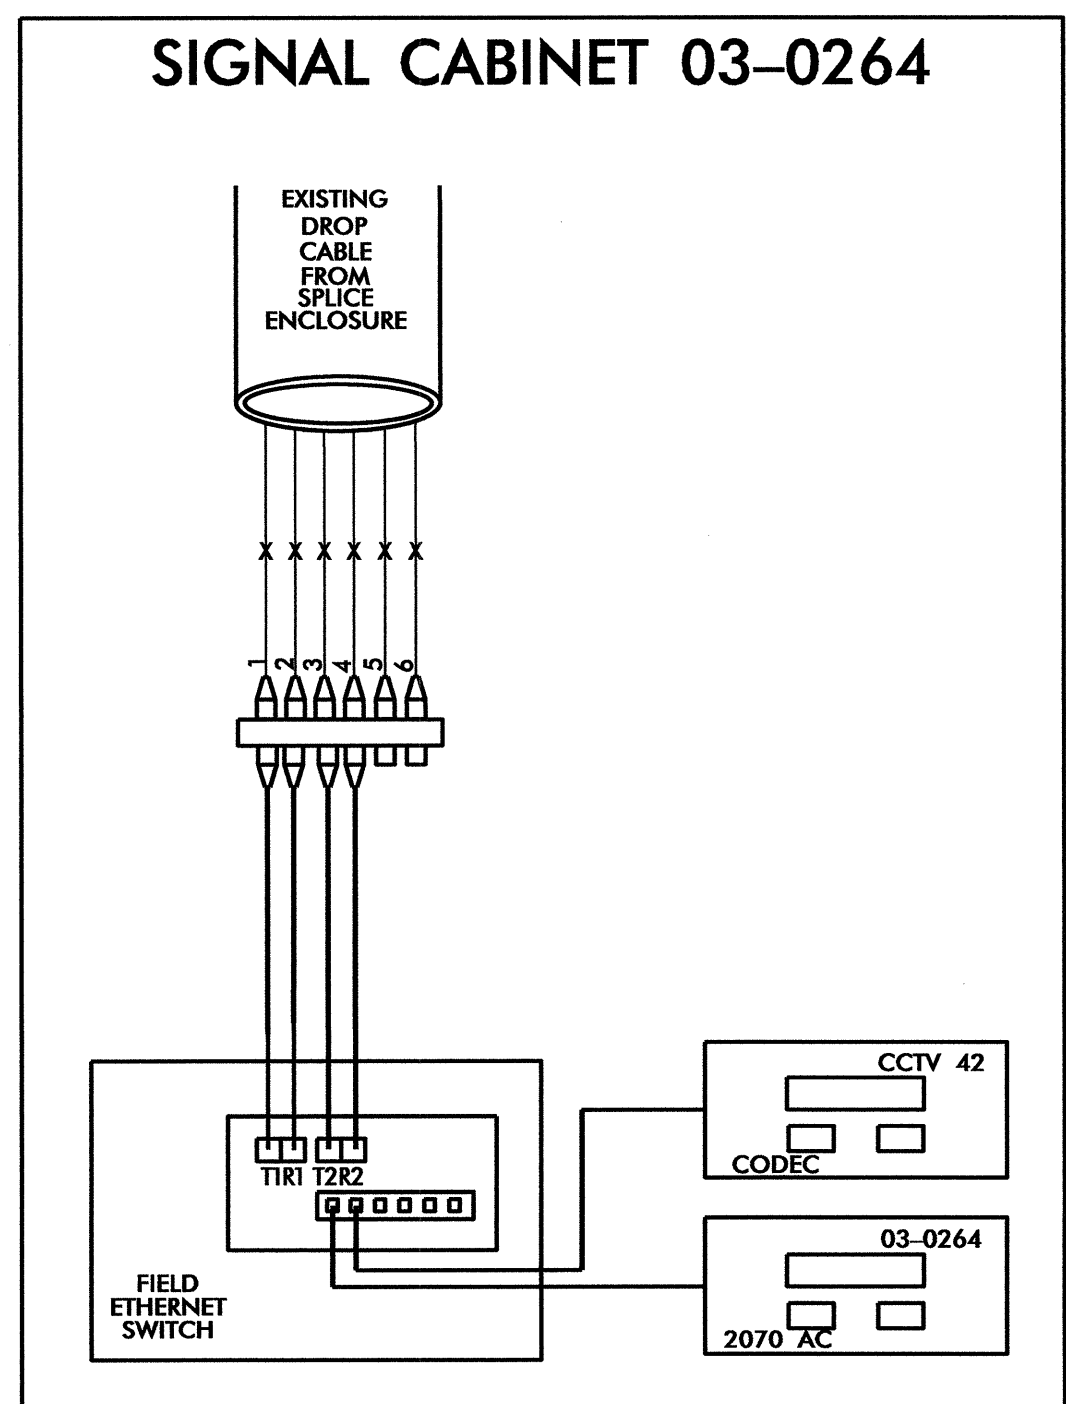 SIGNAL CABINET 03–0264
EXISTING
DROP
CABLE
FROM
SPLICE
ENCLOSURE
X X X X X X
1 2 3 4 5 6
T1R1 T2R2
FIELD
ETHERNET
SWITCH
CCTV 42
CODEC
03–0264
2070 AC